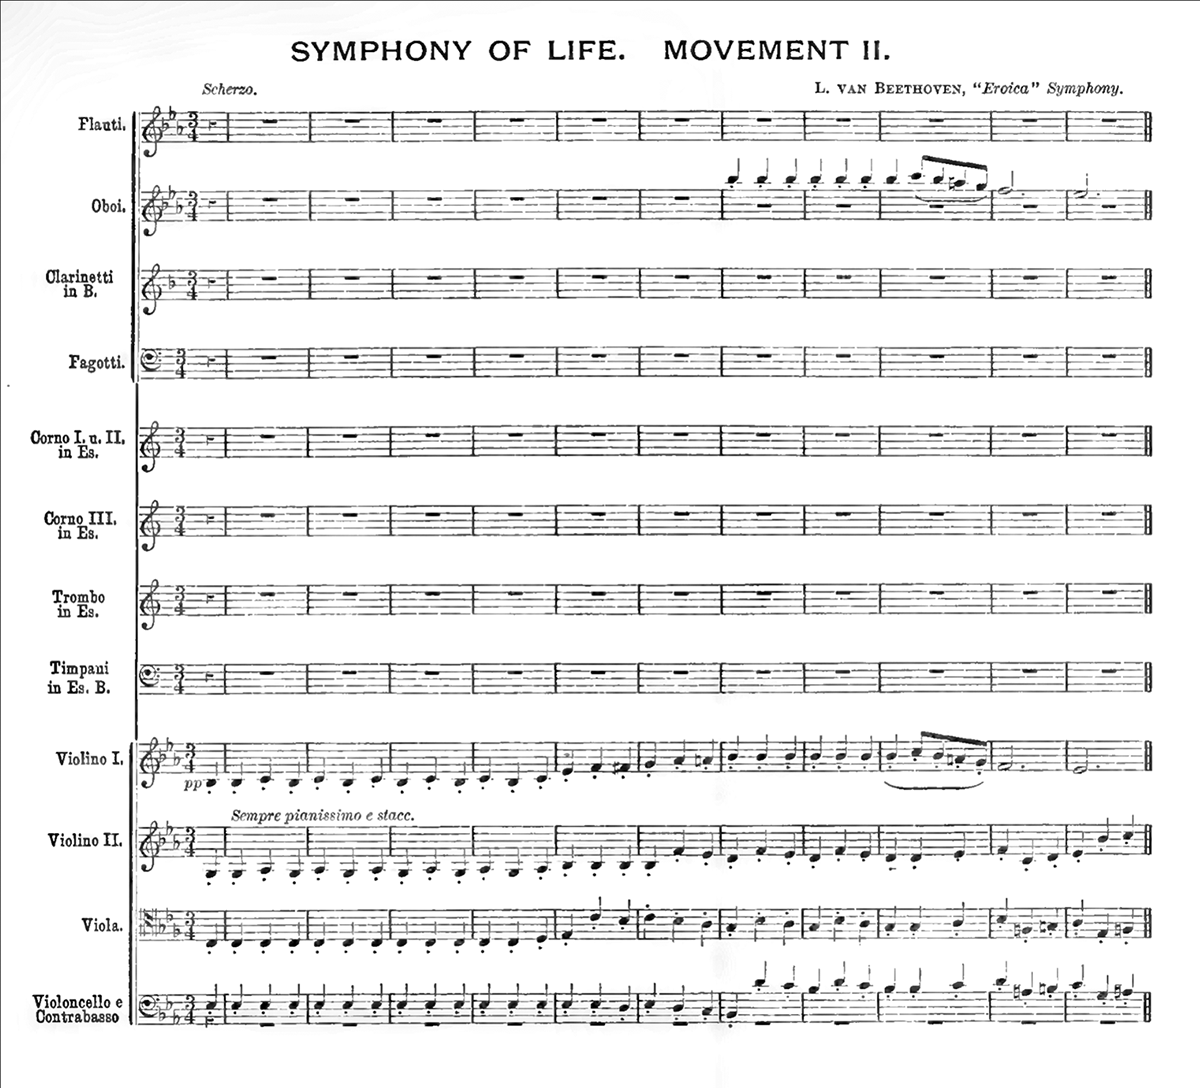 SYMPHONY OF LIFE. MOVEMENT II.
Scherzo.
L. VAN BEETHOVEN, "Eroica" Symphony.
Flauti.
Oboi.
Clarinetti
in B.
Fagotti.
Corno I. u. II.
in Es.
Corno III.
in Es.
Trombo
in Es.
Timpani
in Es. B.
Violino I.
pp
Sempre pianissimo e stacc.
Violino II.
Viola.
Violoncello e
Contrabasso